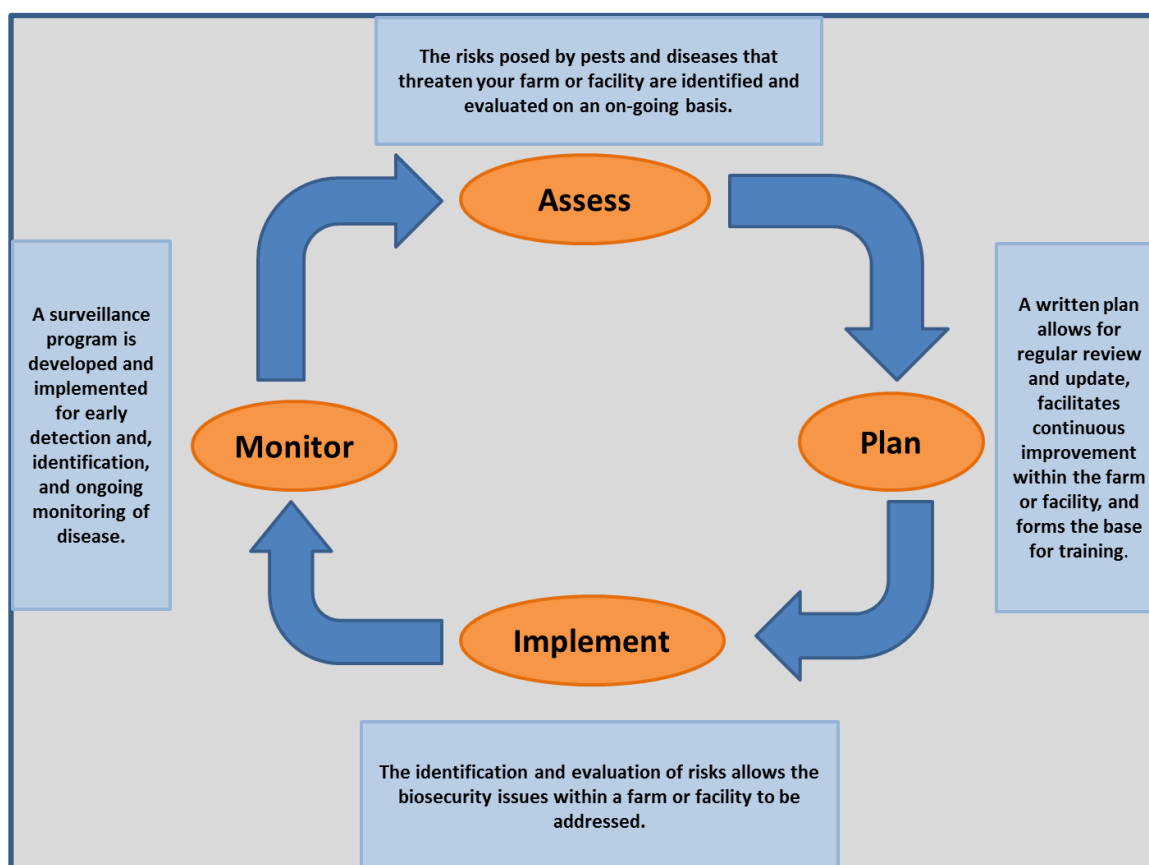 The risks posed by pests and diseases that
threaten your farm or facility are identified and
evaluated on an on-going basis.
Assess
A written plan
allows for
regular review
and update,
facilitates
continuous
improvement
within the farm
or facility, and
forms the base
for training.
Plan
Implement
The identification and evaluation of risks allows the
biosecurity issues within a farm or facility to be
addressed.
A surveillance
program is
developed and
implemented
for early
detection and,
identification,
and ongoing
monitoring of
disease.
Monitor